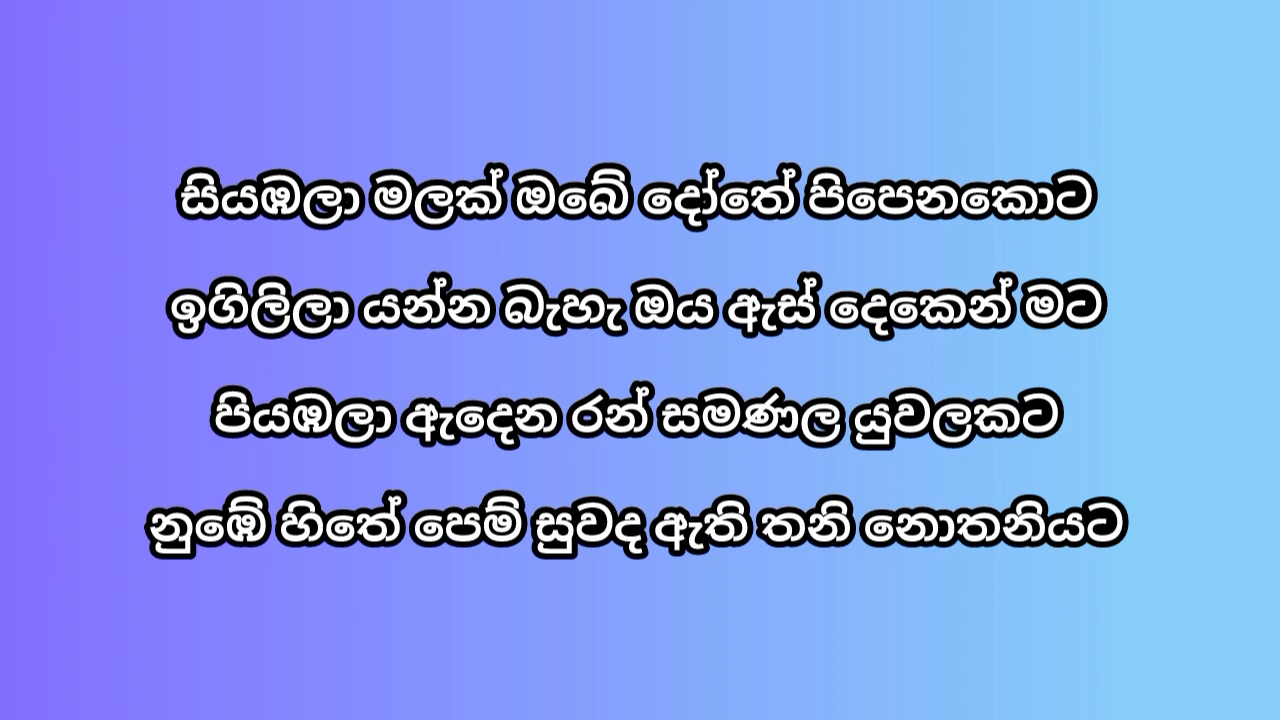 සියඹලා මලක් ඔබේ දෝතේ පිපෙනකොට
ඉගිලිලා යන්න බැහැ ඔය ඇස් දෙකෙන් මට
පියඹලා ඇදෙන රන් සමණල යුවලකට
නුඹේ හිතේ පෙම් සුවද ඇති තනි නොතනියට